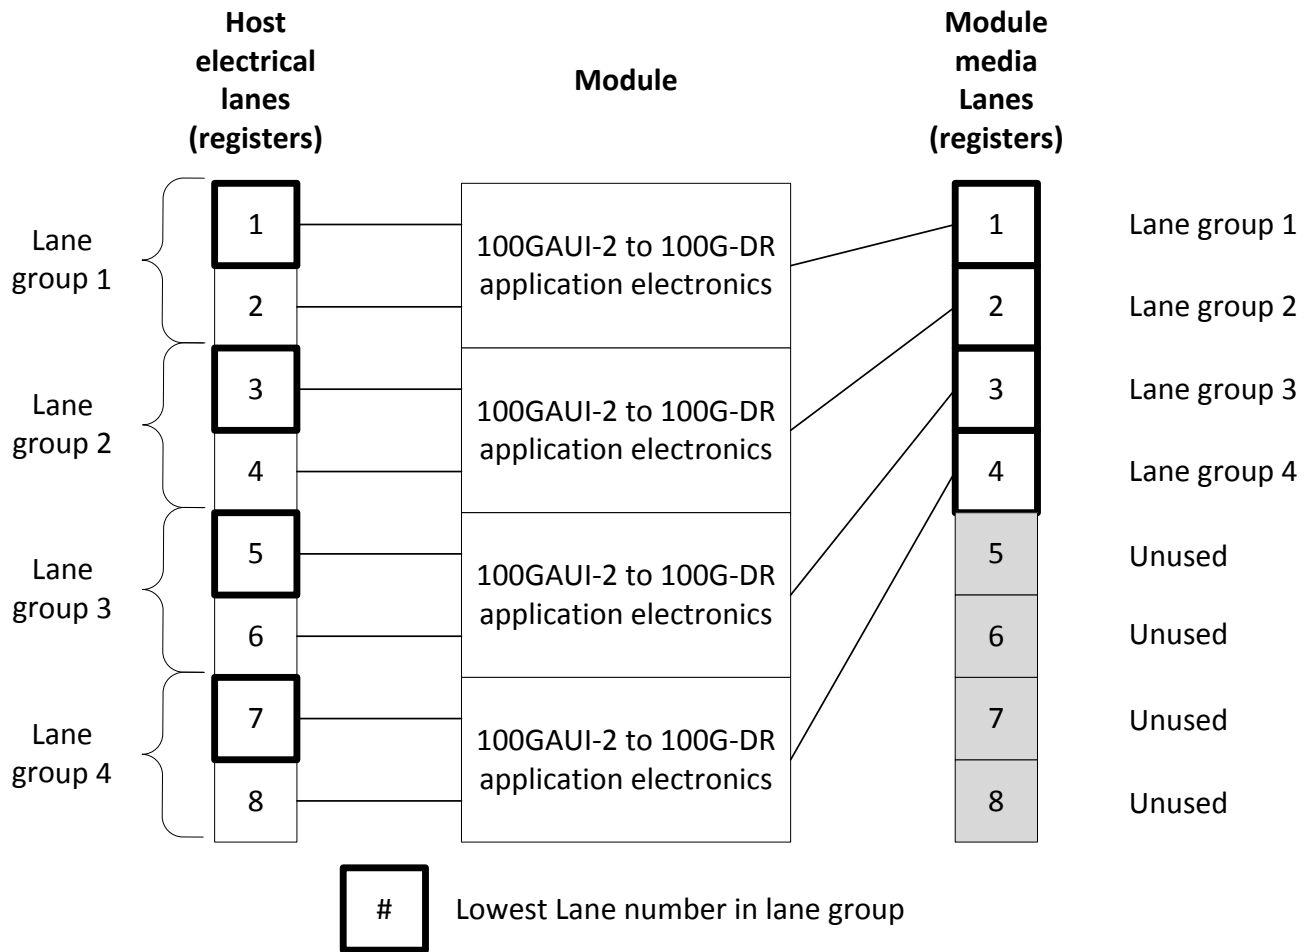 Host
electrical
lanes
(registers)
Module
Module
media
Lanes
(registers)
Lane
group 1
1
2
100GAUI-2 to 100G-DR
application electronics
1
Lane group 1
2
Lane group 2
Lane
group 2
3
4
100GAUI-2 to 100G-DR
application electronics
3
Lane group 3
4
Lane group 4
Lane
group 3
5
6
100GAUI-2 to 100G-DR
application electronics
5
Unused
6
Unused
Lane
group 4
7
8
100GAUI-2 to 100G-DR
application electronics
7
Unused
8
Unused
# Lowest Lane number in lane group